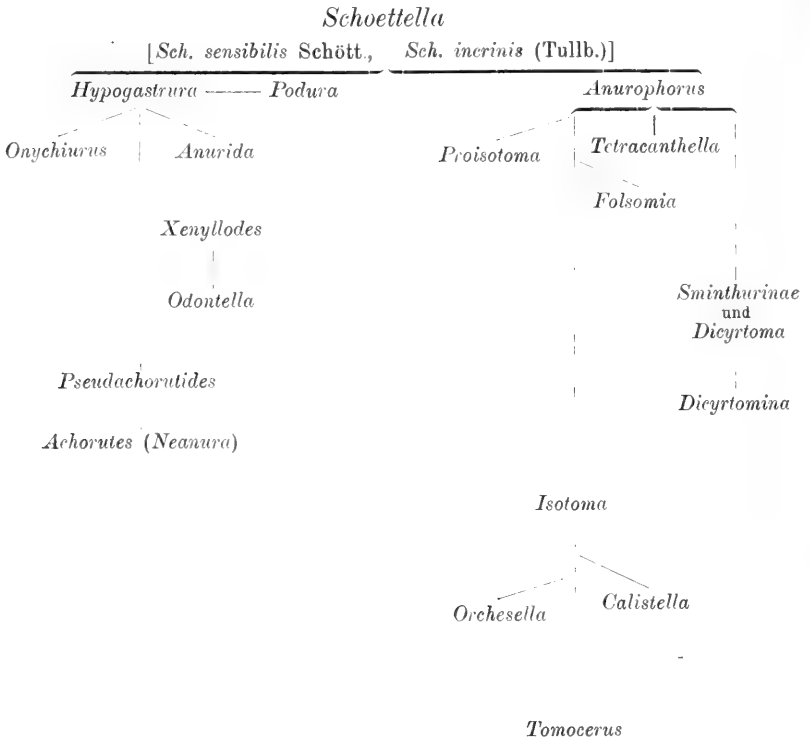 Schoettella
[Sch. sensibilis Schött., Sch. incrinis (Tullb.)]
Hypogastrura —— Podura Anurophorus
Onychiurus Anurida Proisotoma Tetracanthella
Folsomia
Xenyllodes
Odontella Sminthurinae
und
Dicyrtoma
Pseudachorutides Dicyrtomina
Achorutes (Neanura)
Isotoma
Orchesella Calistella
Tomocerus